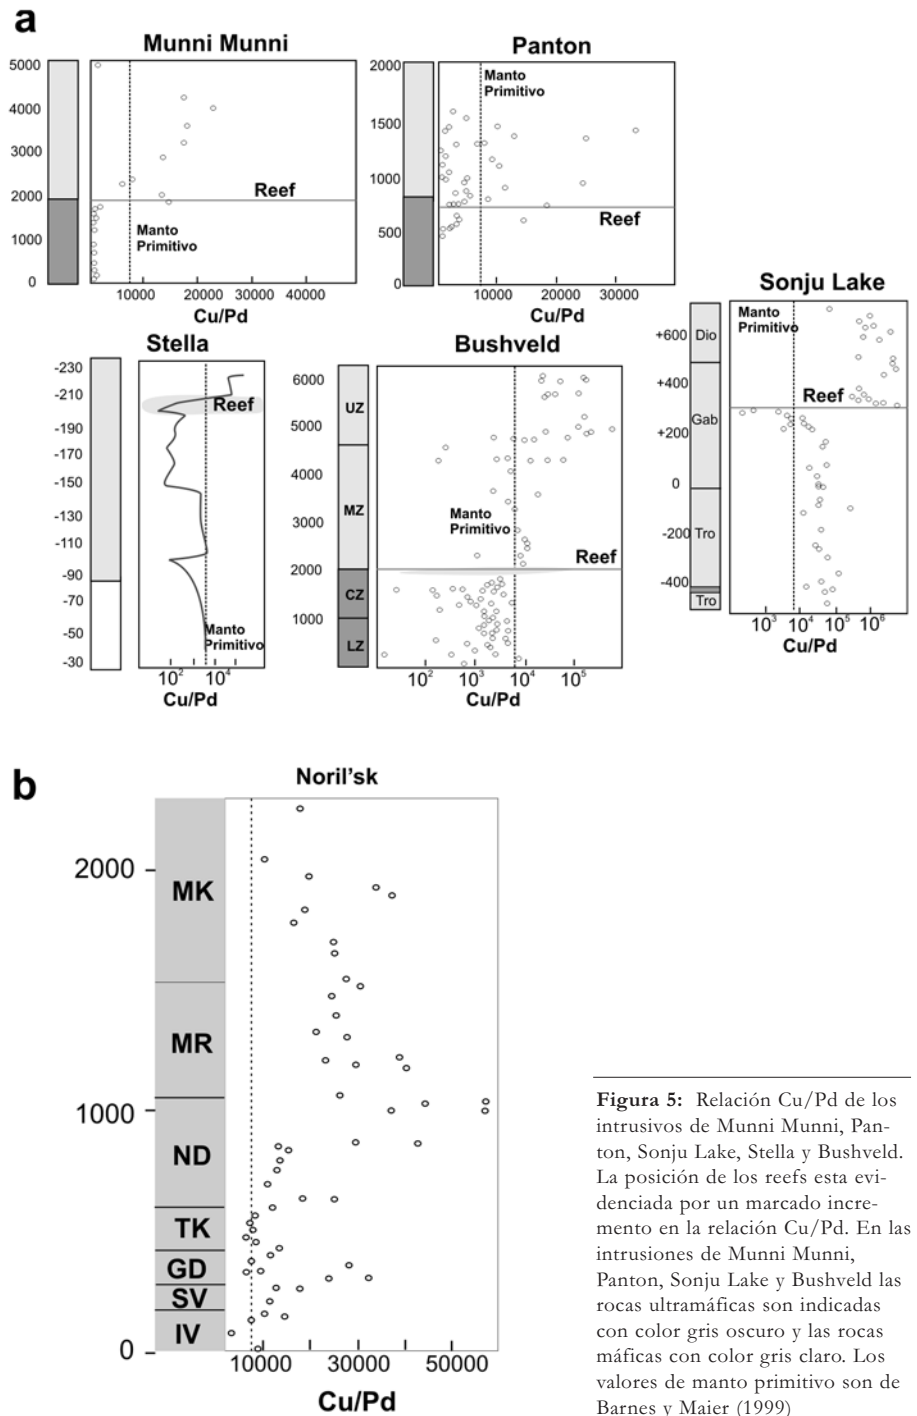 a
Munni Munni
5000
4000
3000
2000
1000
0
Reef
Manto
Primitivo
10000 20000 30000 40000
Cu/Pd
Panton
2000
1500
1000
500
0
Manto
Primitivo
Reef
10000 20000 30000
Cu/Pd
Stella
-230
-210
-190
-170
-150
-130
-110
-90
-70
-50
-30
Reef
Manto
Primitivo
10² 10⁴
Cu/Pd
Bushveld
6000
5000
4000
3000
2000
1000
UZ
MZ
CZ
LZ
Manto
Primitivo
Reef
10² 10³ 10⁴ 10⁵
Cu/Pd
Sonju Lake
+600
+400
+200
0
-200
-400
Dio
Gab
Tro
Tro
Manto
Primitivo
Reef
10³ 10⁴ 10⁵ 10⁶
Cu/Pd
b
Noril'sk
2000
1000
0
MK
MR
ND
TK
GD
SV
IV
10000 30000 50000
Cu/Pd
Figura 5: Relación Cu/Pd de los
intrusivos de Munni Munni, Pan-
ton, Sonju Lake, Stella y Bushveld.
La posición de los reefs esta evi-
denciada por un marcado incre-
mento en la relación Cu/Pd. En las
intrusiones de Munni Munni,
Panton, Sonju Lake y Bushveld las
rocas ultramáficas son indicadas
con color gris oscuro y las rocas
máficas con color gris claro. Los
valores de manto primitivo son de
Barnes y Maier (1999)